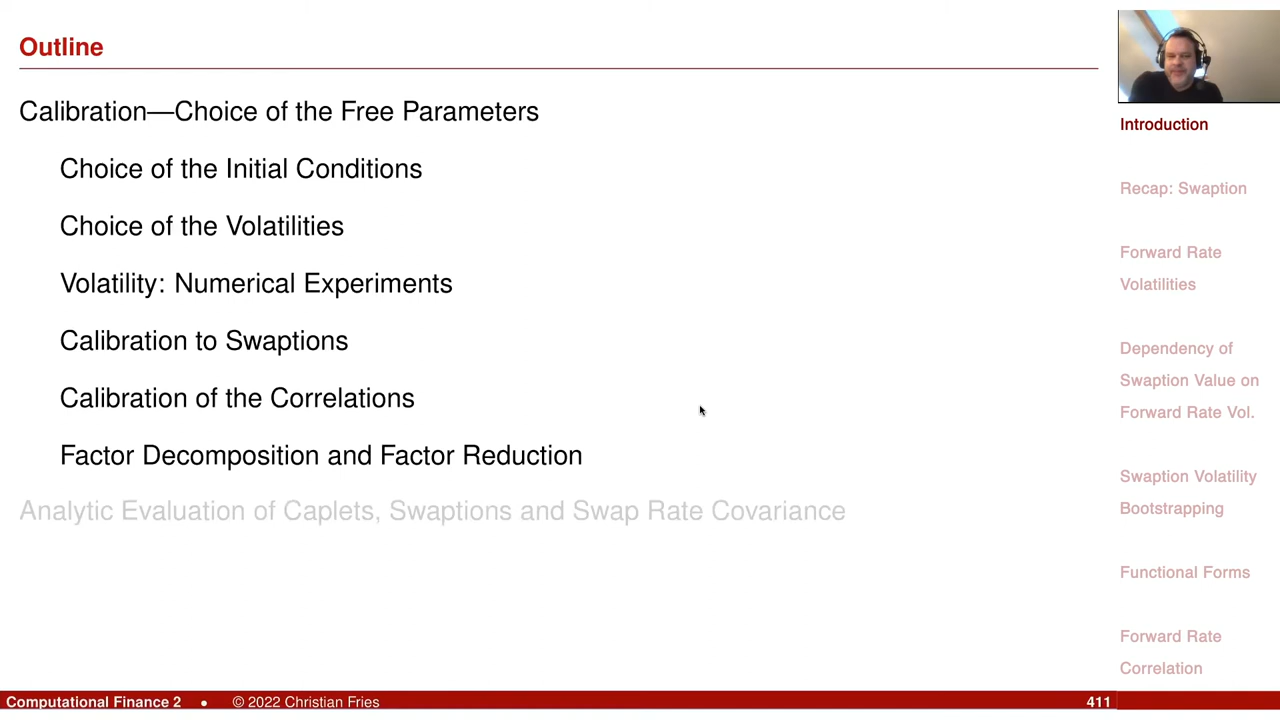 Outline
Calibration—Choice of the Free Parameters
Choice of the Initial Conditions
Choice of the Volatilities
Volatility: Numerical Experiments
Calibration to Swaptions
Calibration of the Correlations
Factor Decomposition and Factor Reduction
Analytic Evaluation of Caplets, Swaptions and Swap Rate Covariance
Introduction
Recap: Swaption
Forward Rate
Volatilities
Dependency of
Swaption Value on
Forward Rate Vol.
Swaption Volatility
Bootstrapping
Functional Forms
Forward Rate
Correlation
Computational Finance 2 • © 2022 Christian Fries 411